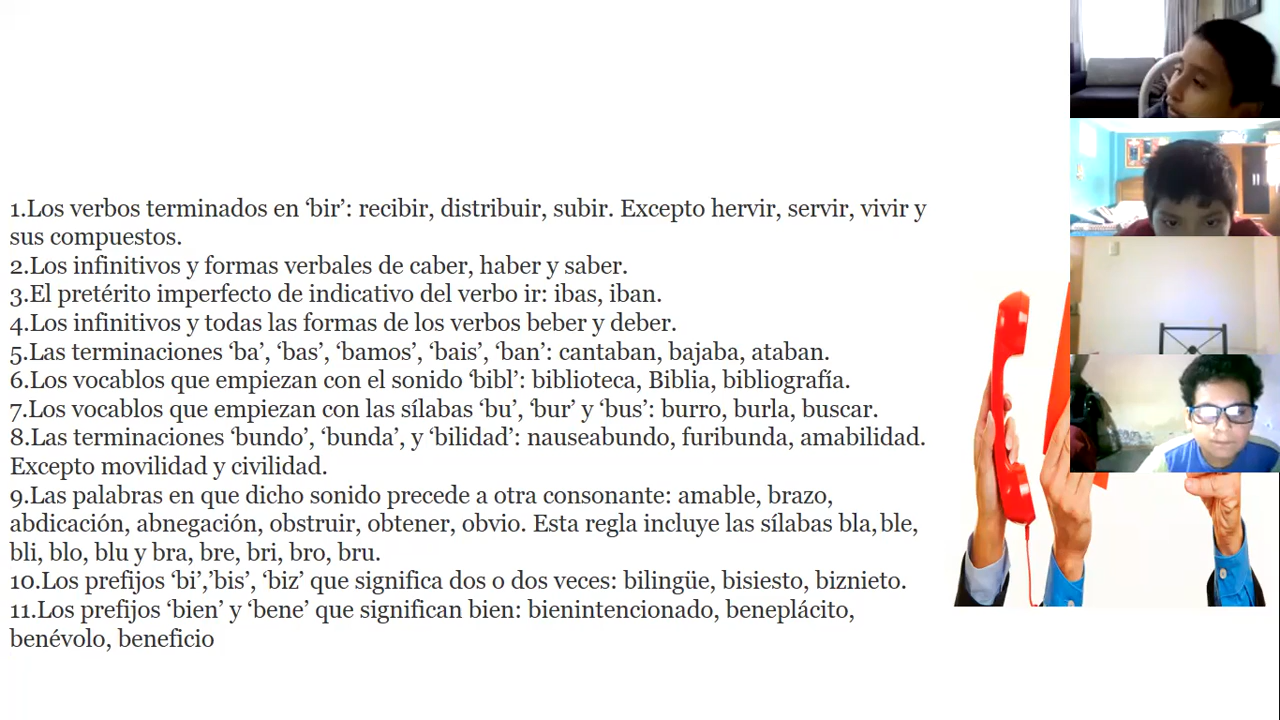 1.Los verbos terminados en ‘bir’: recibir, distribuir, subir. Excepto hervir, servir, vivir y
sus compuestos.
2.Los infinitivos y formas verbales de caber, haber y saber.
3.El pretérito imperfecto de indicativo del verbo ir: ibas, iban.
4.Los infinitivos y todas las formas de los verbos beber y deber.
5.Las terminaciones ‘ba’, ‘bas’, ‘bamos’, ‘bais’, ‘ban’: cantaban, bajaba, ataban.
6.Los vocablos que empiezan con el sonido ‘bibl’: biblioteca, Biblia, bibliografía.
7.Los vocablos que empiezan con las sílabas ‘bu’, ‘bur’ y ‘bus’: burro, burla, buscar.
8.Las terminaciones ‘bundo’, ‘bunda’, y ‘bilidad’: nauseabundo, furibunda, amabilidad.
Excepto movilidad y civilidad.
9.Las palabras en que dicho sonido precede a otra consonante: amable, brazo,
abdicación, abnegación, obstruir, obtener, obvio. Esta regla incluye las sílabas bla, ble,
bli, blo, blu y bra, bre, bri, bro, bru.
10.Los prefijos ‘bi’,’bis’, ‘biz’ que significa dos o dos veces: bilingüe, bisiesto, biznieto.
11.Los prefijos ‘bien’ y ‘bene’ que significan bien: bienintencionado, beneplácito,
benévolo, beneficio